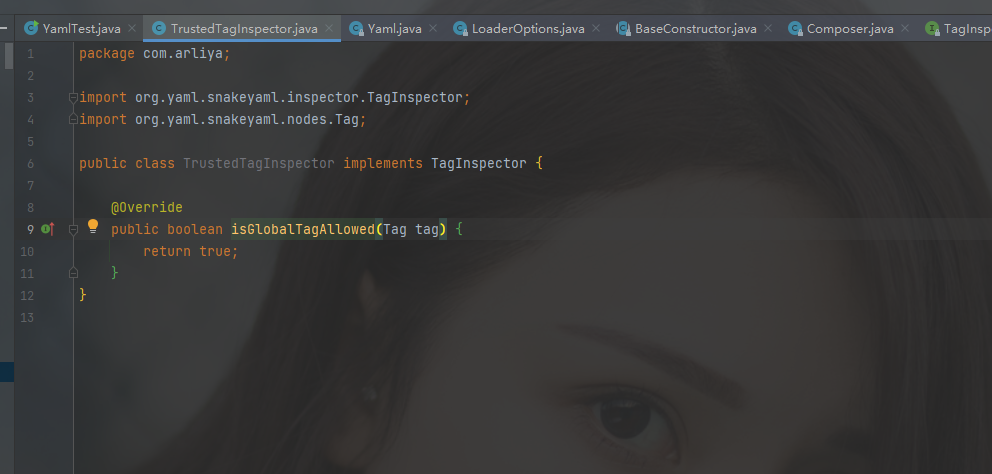 YamlTest.java TrustedTagInspector.java Yaml.java LoaderOptions.java BaseConstructor.java Composer.java TagInsp
1 package com.arliya;
2
3 import org.yaml.snakeyaml.inspector.TagInspector;
4 import org.yaml.snakeyaml.nodes.Tag;
5
6 public class TrustedTagInspector implements TagInspector {
7
8 @Override
9 public boolean isGlobalTagAllowed(Tag tag) {
10 return true;
11 }
12 }
13